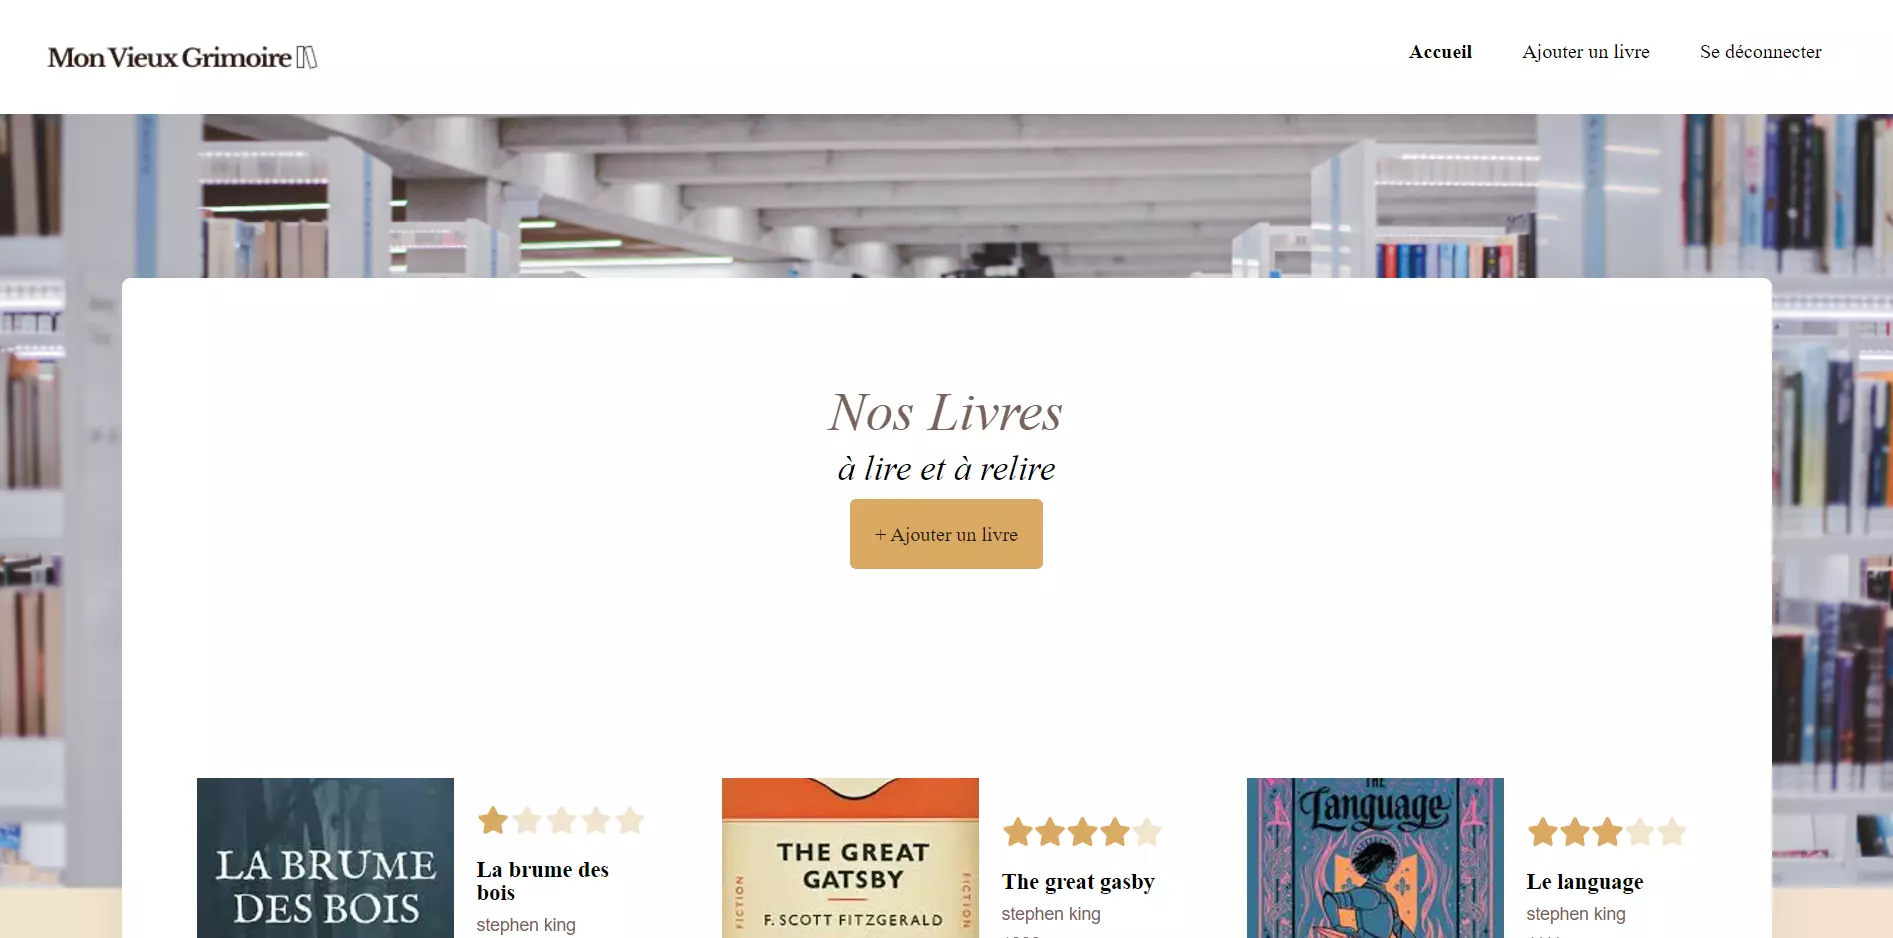 Mon Vieux Grimoire
Accueil
Ajouter un livre
Se déconnecter
Nos Livres
à lire et à relire
+ Ajouter un livre
LA BRUME
DES BOIS
La brume des
bois
stephen king
THE GREAT
GATSBY
FICTION
FICTION
F. SCOTT FITZGERALD
The great gasby
stephen king
THE
Language
Le language
stephen king